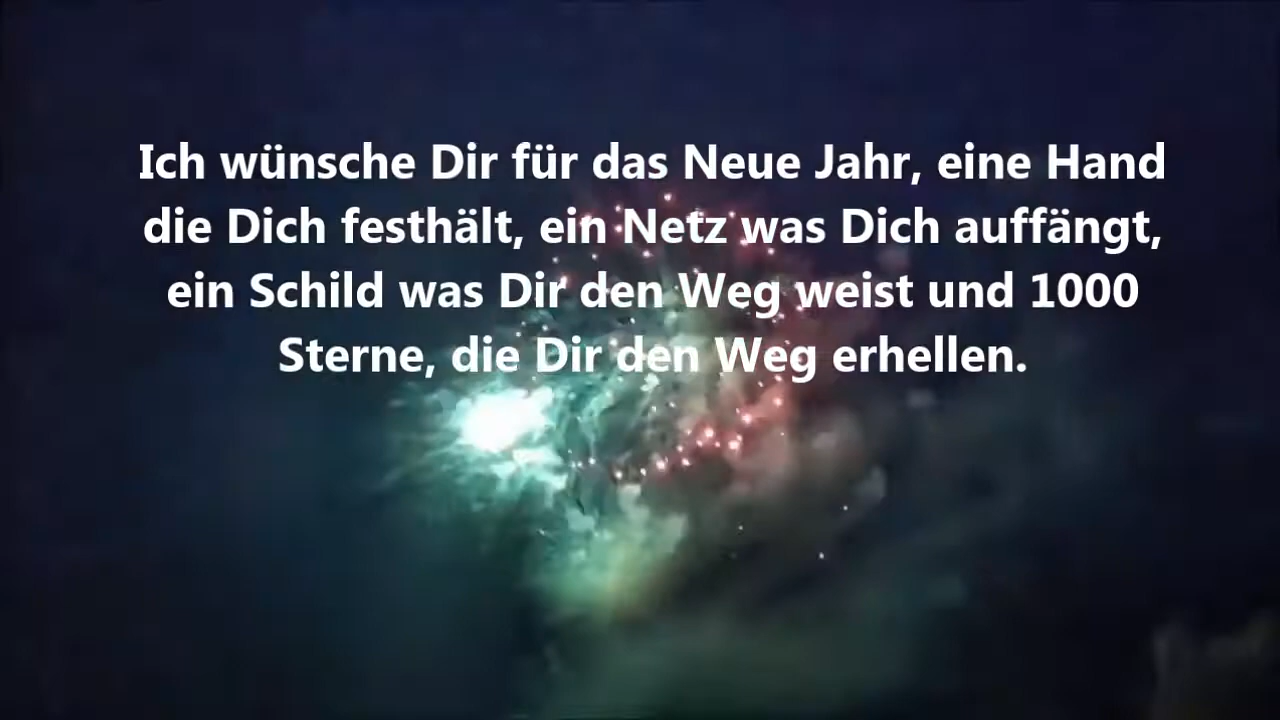 Ich wünsche Dir für das Neue Jahr, eine Hand
die Dich festhält, ein Netz was Dich auffängt,
ein Schild was Dir den Weg weist und 1000
Sterne, die Dir den Weg erhellen.